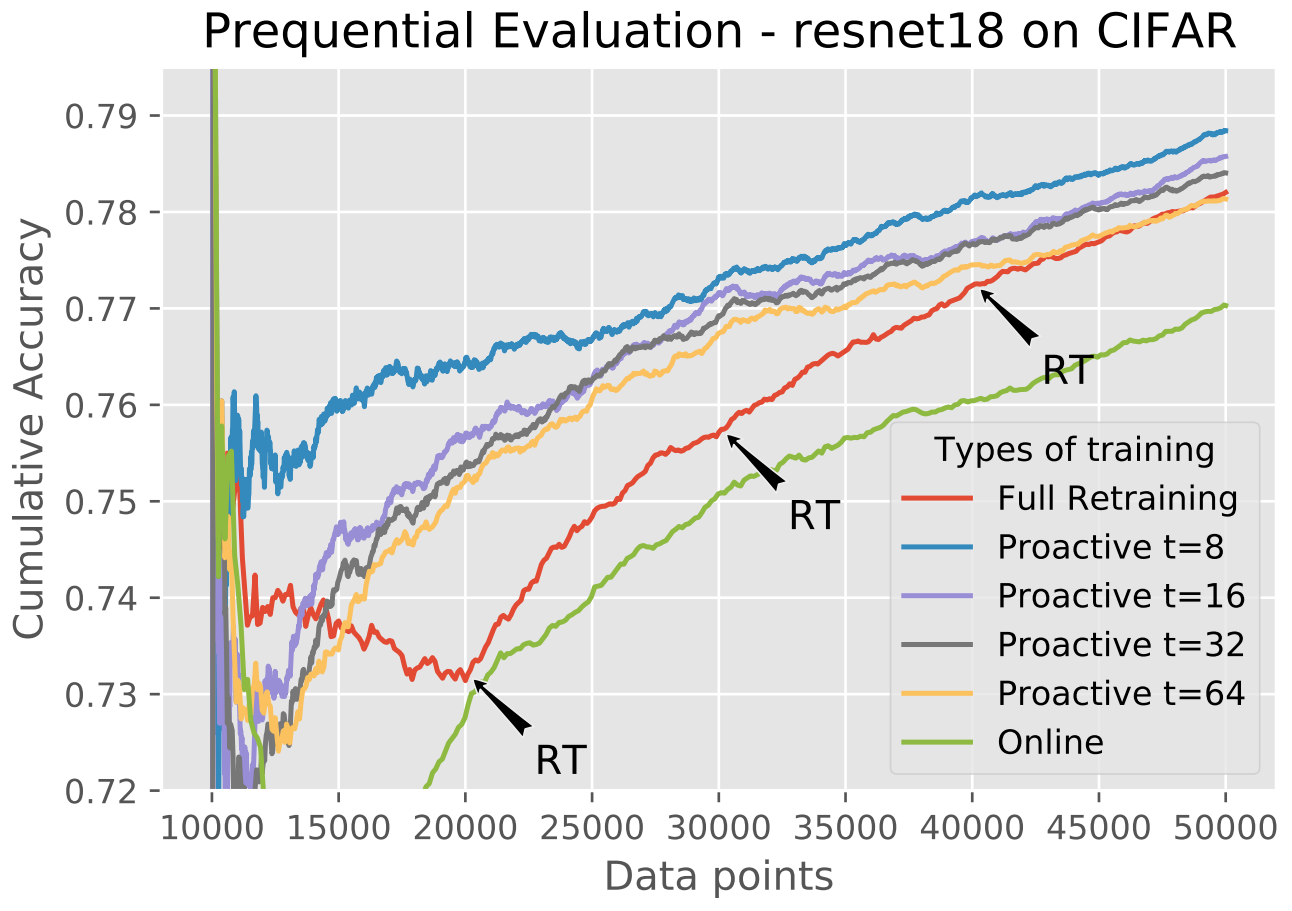 Prequential Evaluation - resnet18 on CIFAR
Cumulative Accuracy
0.79
0.78
0.77
0.76
0.75
0.74
0.73
0.72
RT
RT
RT
Types of training
Full Retraining
Proactive t=8
Proactive t=16
Proactive t=32
Proactive t=64
Online
10000 15000 20000 25000 30000 35000 40000 45000 50000
Data points